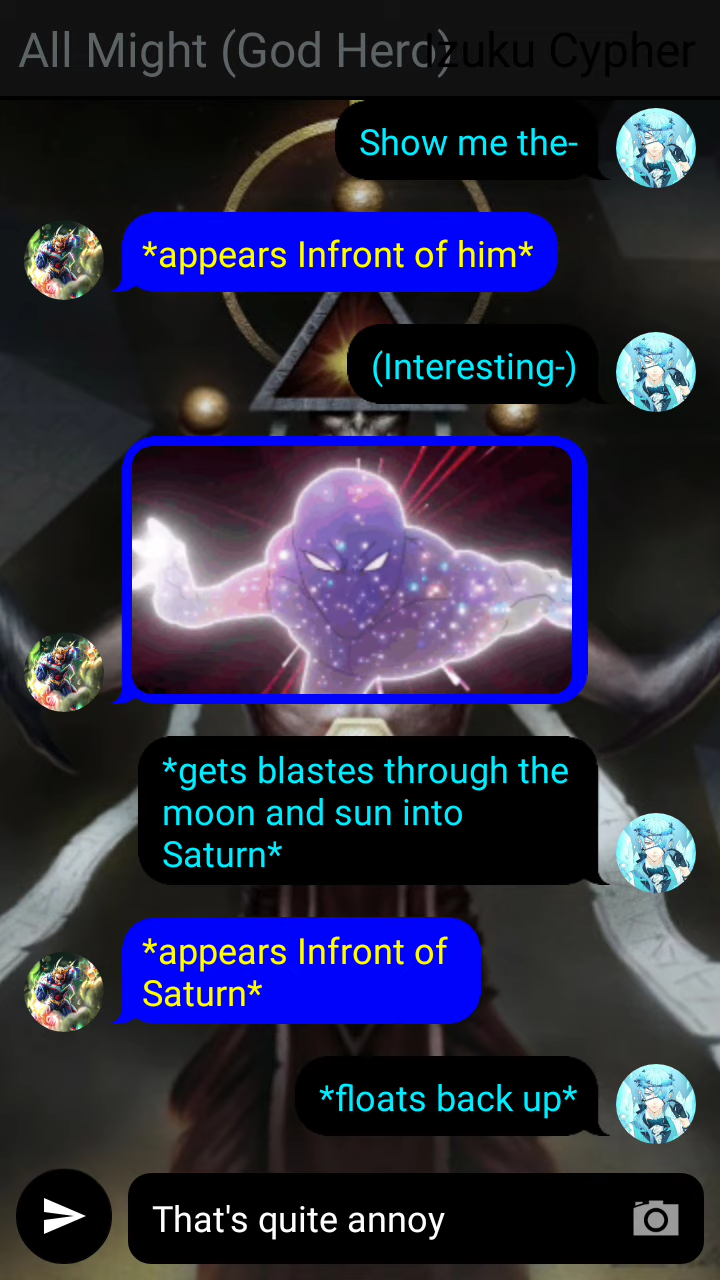 All Might (God Hero) Izuku Cypher
Show me the-
*appears Infront of him*
(Interesting-)
*gets blastes through the
moon and sun into
Saturn*
*appears Infront of
Saturn*
*floats back up*
That's quite annoy